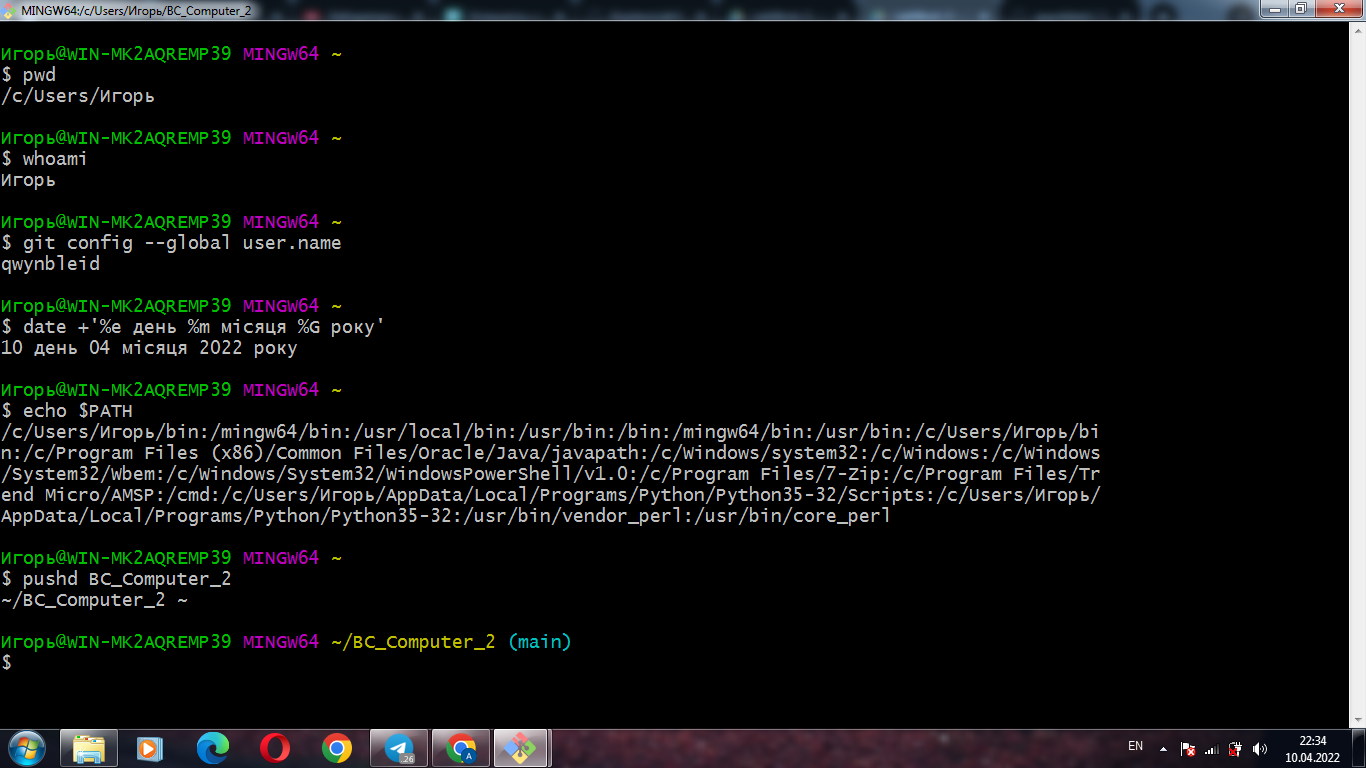 MINGW64:/c/Users/Игорь/BC_Computer_2
Игорь@WIN-MK2AQREMP39 MINGW64 ~
$ pwd
/c/Users/Игорь
Игорь@WIN-MK2AQREMP39 MINGW64 ~
$ whoami
Игорь
Игорь@WIN-MK2AQREMP39 MINGW64 ~
$ git config --global user.name
qwynbleid
Игорь@WIN-MK2AQREMP39 MINGW64 ~
$ date +'%e день %m місяця %G року'
10 день 04 місяця 2022 року
Игорь@WIN-MK2AQREMP39 MINGW64 ~
$ echo $PATH
/c/Users/Игорь/bin:/mingw64/bin:/usr/local/bin:/usr/bin:/bin:/mingw64/bin:/usr/bin:/c/Users/Игорь/bi
n:/c/Program Files (x86)/Common Files/Oracle/Java/javapath:/c/Windows/system32:/c/Windows:/c/Windows
/System32/Wbem:/c/Windows/System32/WindowsPowerShell/v1.0:/c/Program Files/7-Zip:/c/Program Files/Tr
end Micro/AMSP:/cmd:/c/Users/Игорь/AppData/Local/Programs/Python/Python35-32/Scripts:/c/Users/Игорь/
AppData/Local/Programs/Python/Python35-32:/usr/bin/vendor_perl:/usr/bin/core_perl
Игорь@WIN-MK2AQREMP39 MINGW64 ~
$ pushd BC_Computer_2
~/BC_Computer_2 ~
Игорь@WIN-MK2AQREMP39 MINGW64 ~/BC_Computer_2 (main)
$
26
A
EN
22:34
10.04.2022